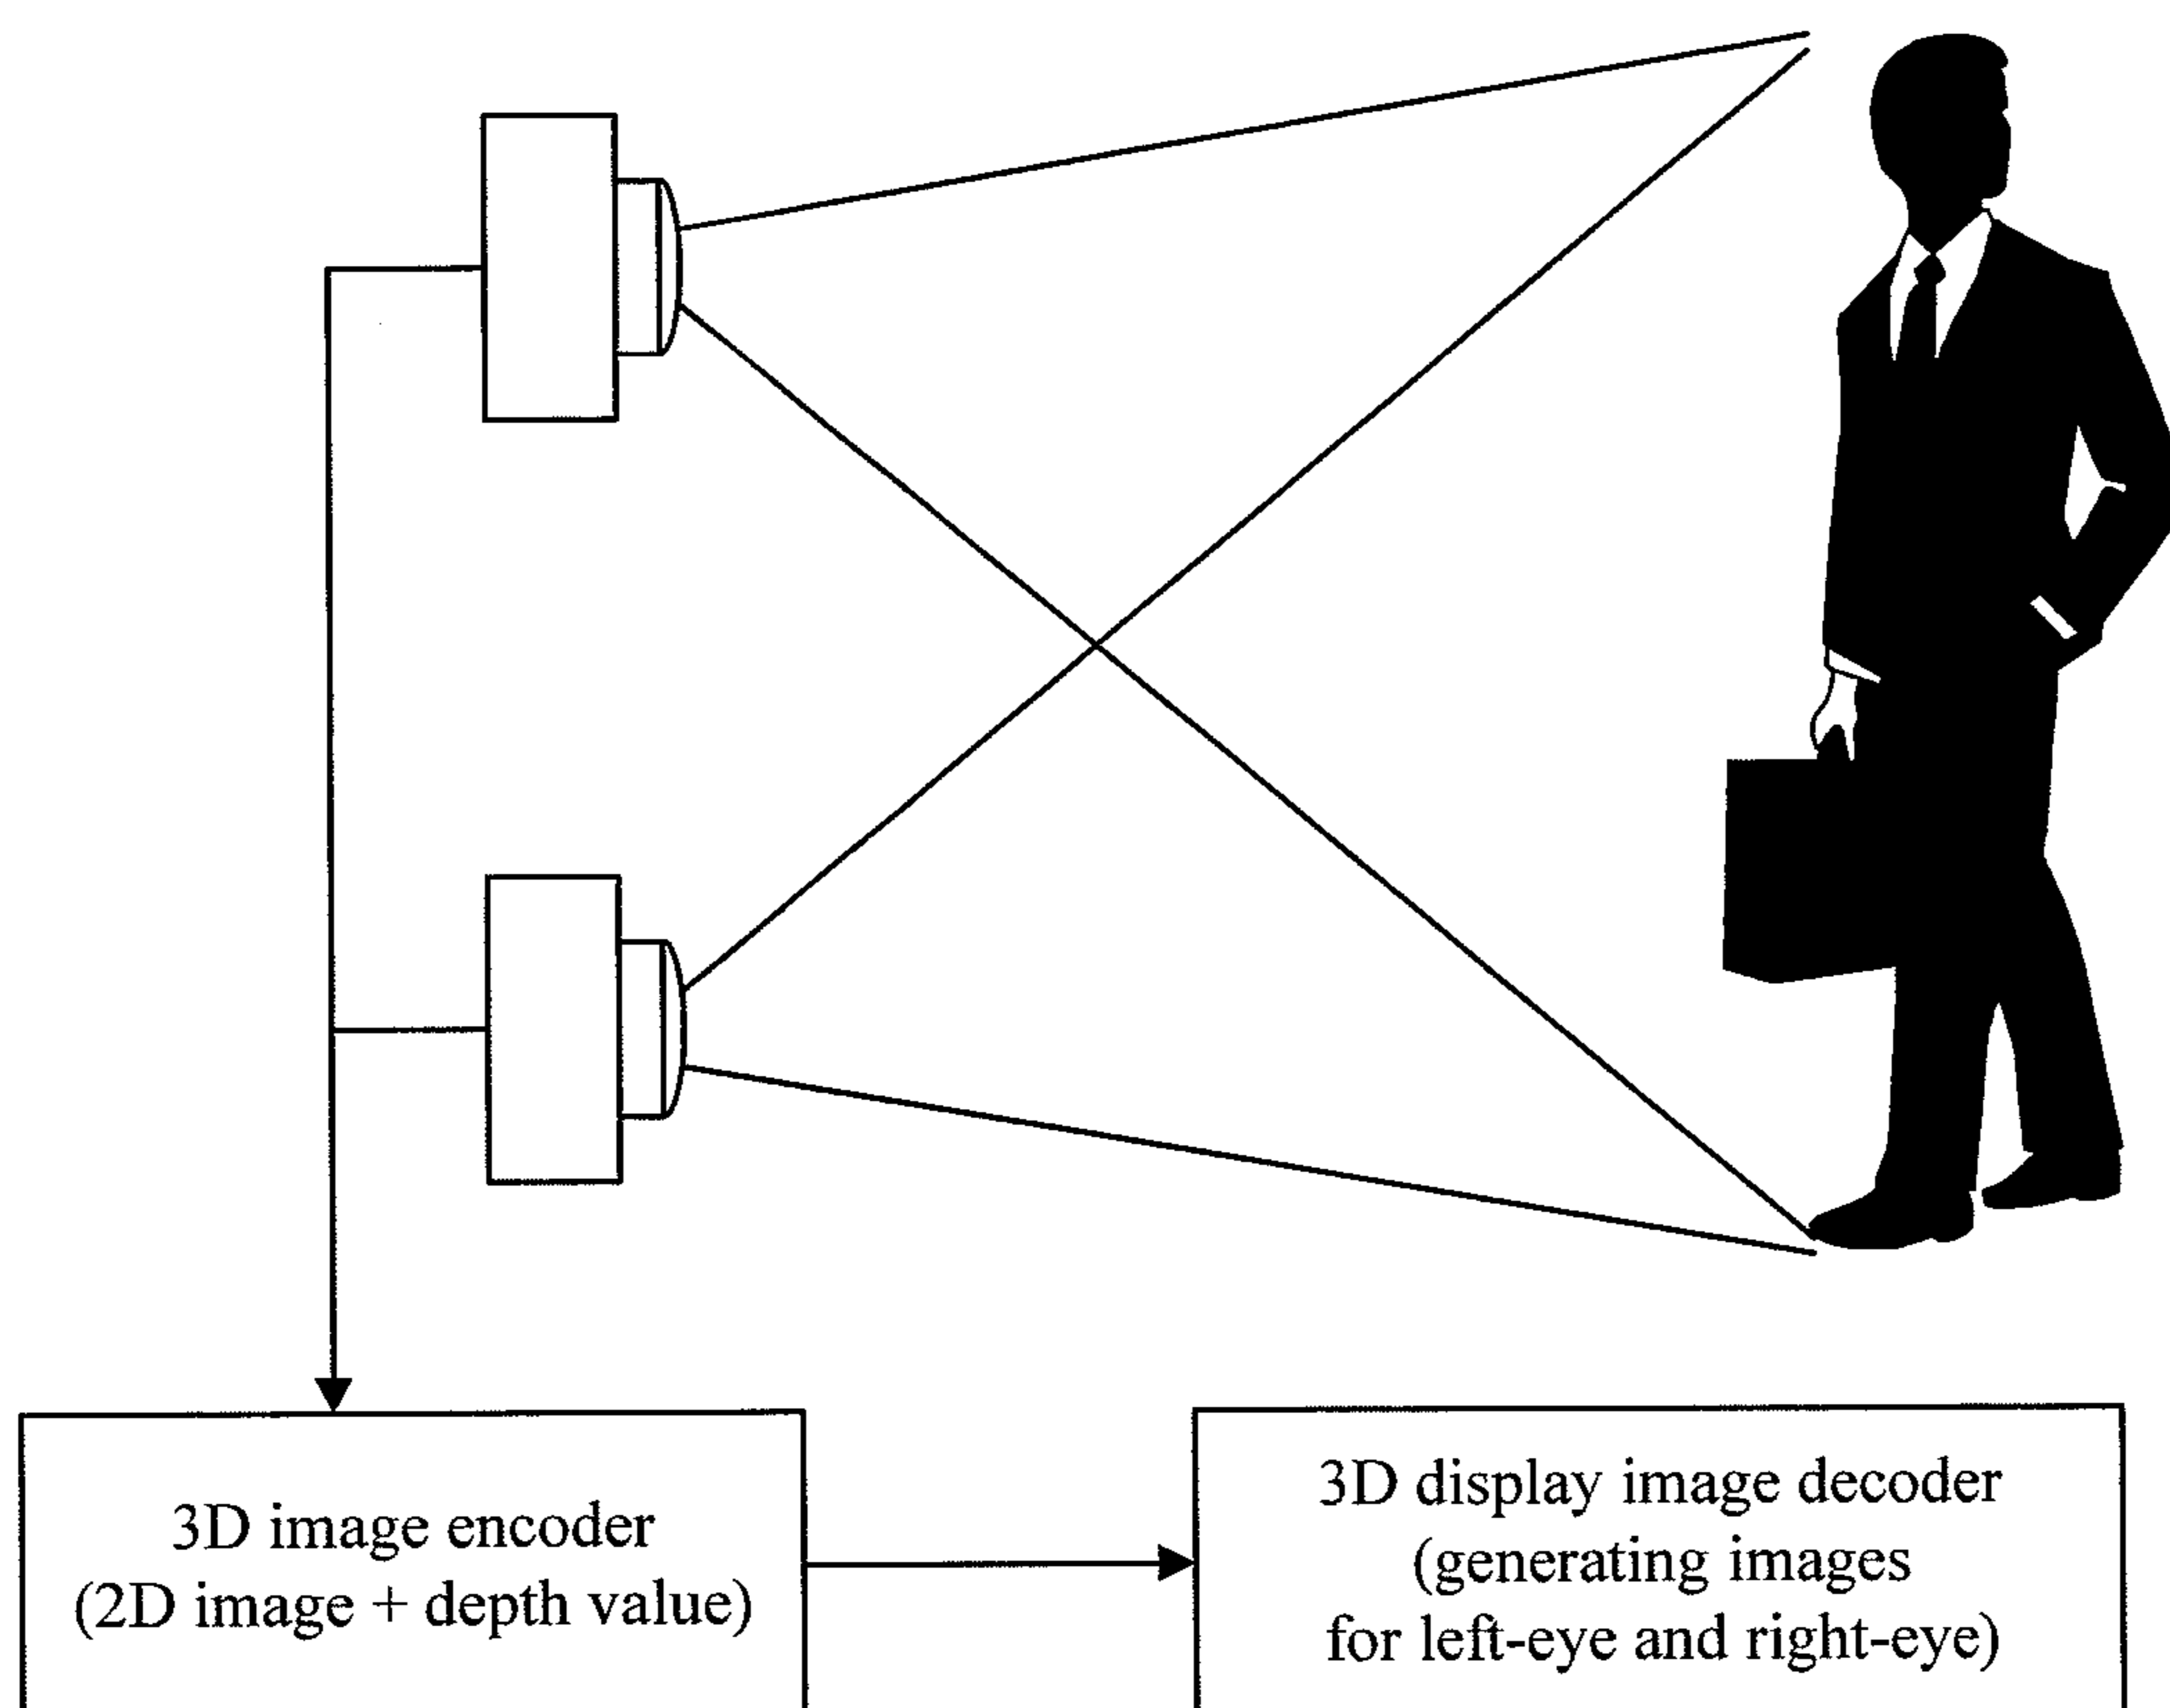 3D image encoder
(2D image + depth value)
3D display image decoder
(generating images
for left-eye and right-eye)